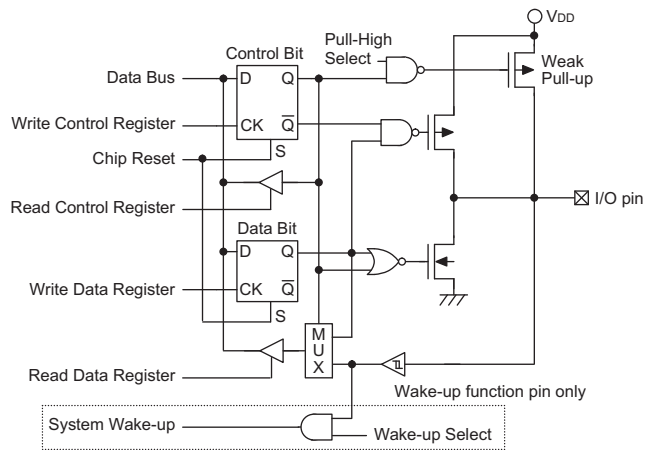 VDD
Pull-High
Select
Control Bit
Weak
Pull-up
Data Bus
D
Q
Write Control Register
CK
Q
Chip Reset
S
I/O pin
Read Control Register
Data Bit
D
Q
Write Data Register
CK
Q
S
M
U
X
Read Data Register
Wake-up function pin only
System Wake-up
Wake-up Select